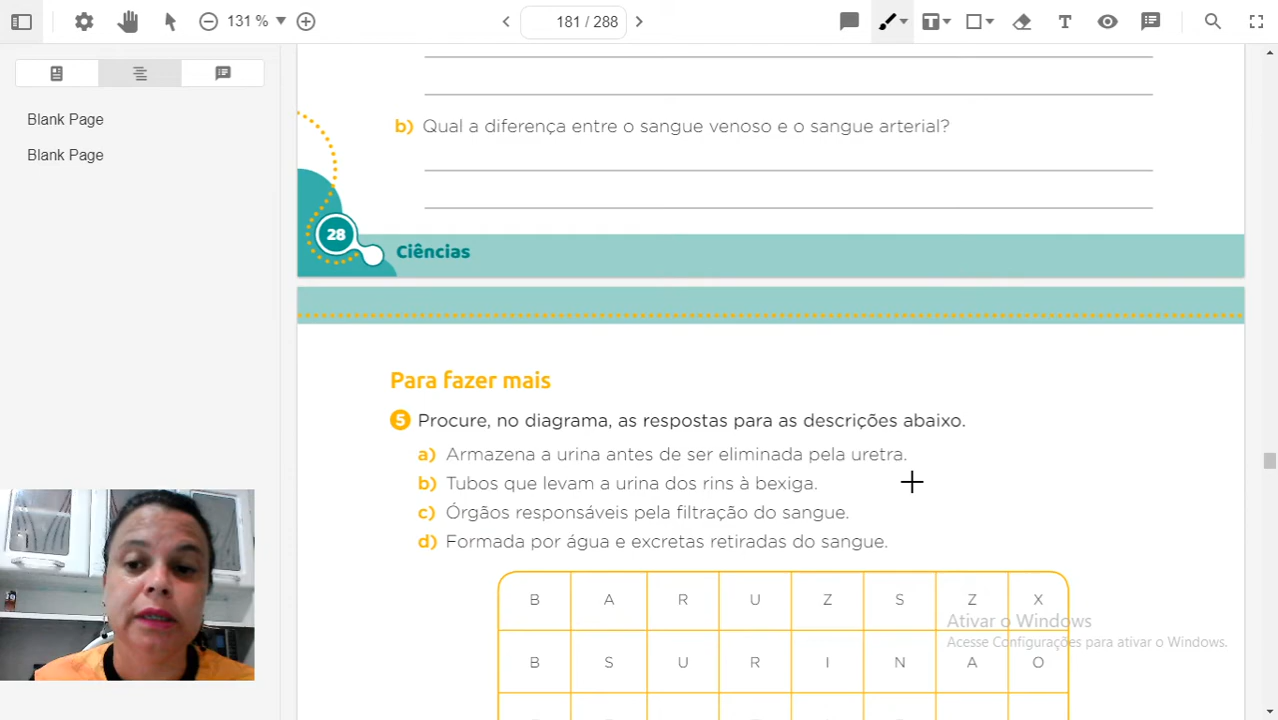 131 %
181 / 288
Blank Page
Blank Page
b) Qual a diferença entre o sangue venoso e o sangue arterial?
28
Ciências
Para fazer mais
5 Procure, no diagrama, as respostas para as descrições abaixo.
a) Armazena a urina antes de ser eliminada pela uretra.
b) Tubos que levam a urina dos rins à bexiga.
c) Órgãos responsáveis pela filtração do sangue.
d) Formada por água e excretas retiradas do sangue.
B A R U Z S Z X
Ativar o Windows
Acesse Configurações para ativar o Windows.
B S U R I N A O